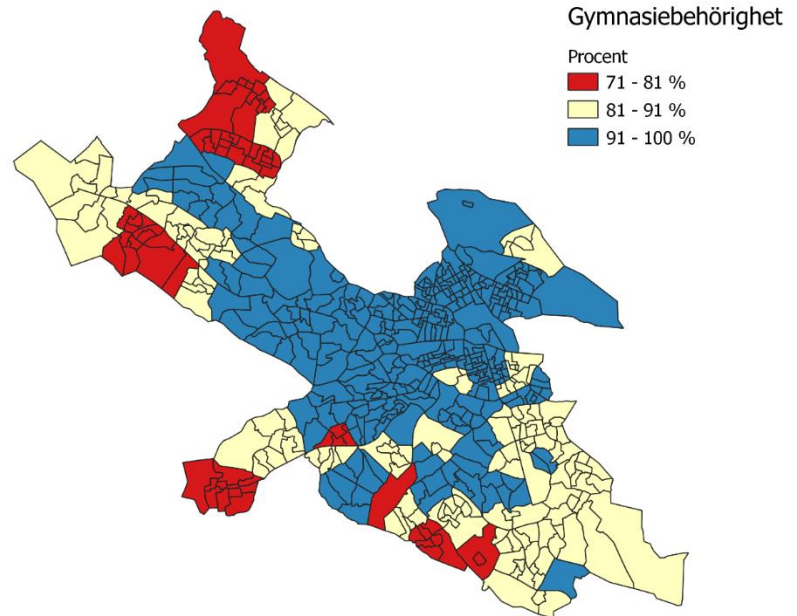 Gymnasiebehörighet
Procent
71 - 81 %
81 - 91 %
91 - 100 %